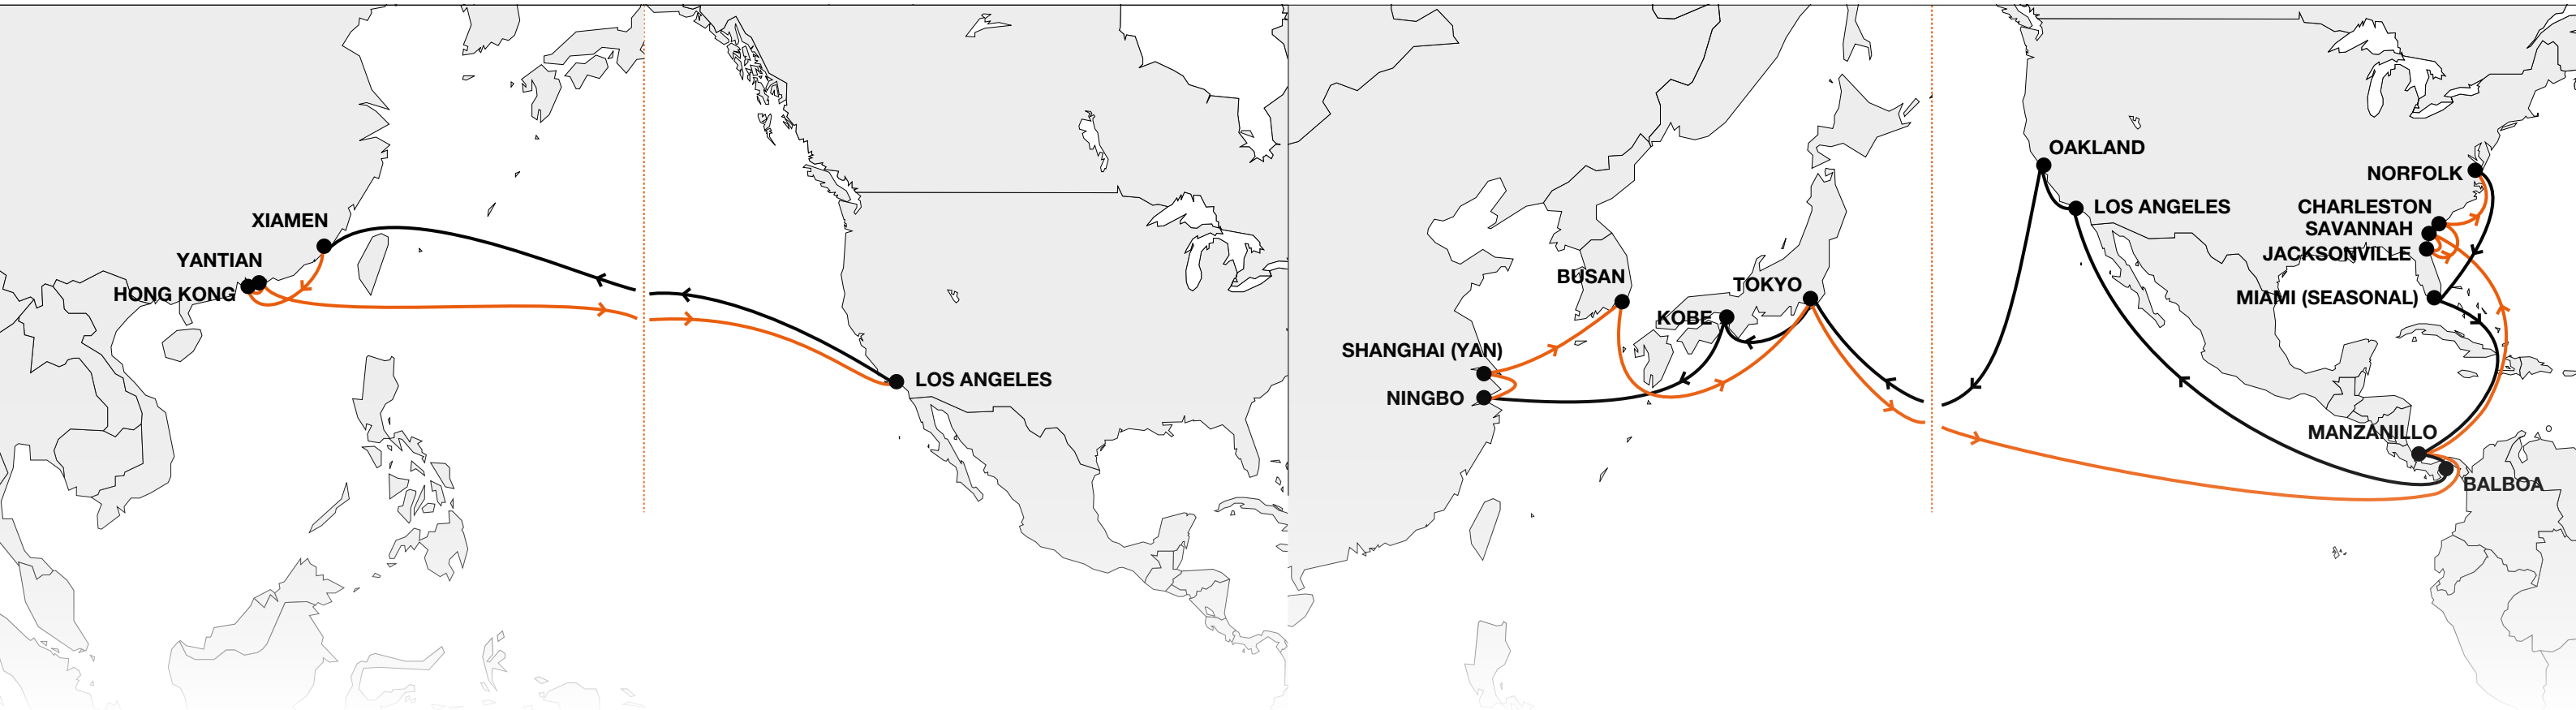 XIAMEN
YANTIAN
HONG KONG
LOS ANGELES
OAKLAND
LOS ANGELES
NORFOLK
CHARLESTON
SAVANNAH
JACKSONVILLE
MIAMI (SEASONAL)
BUSAN
TOKYO
KOBE
SHANGHAI (YAN)
NINGBO
MANZANILLO
BALBOA